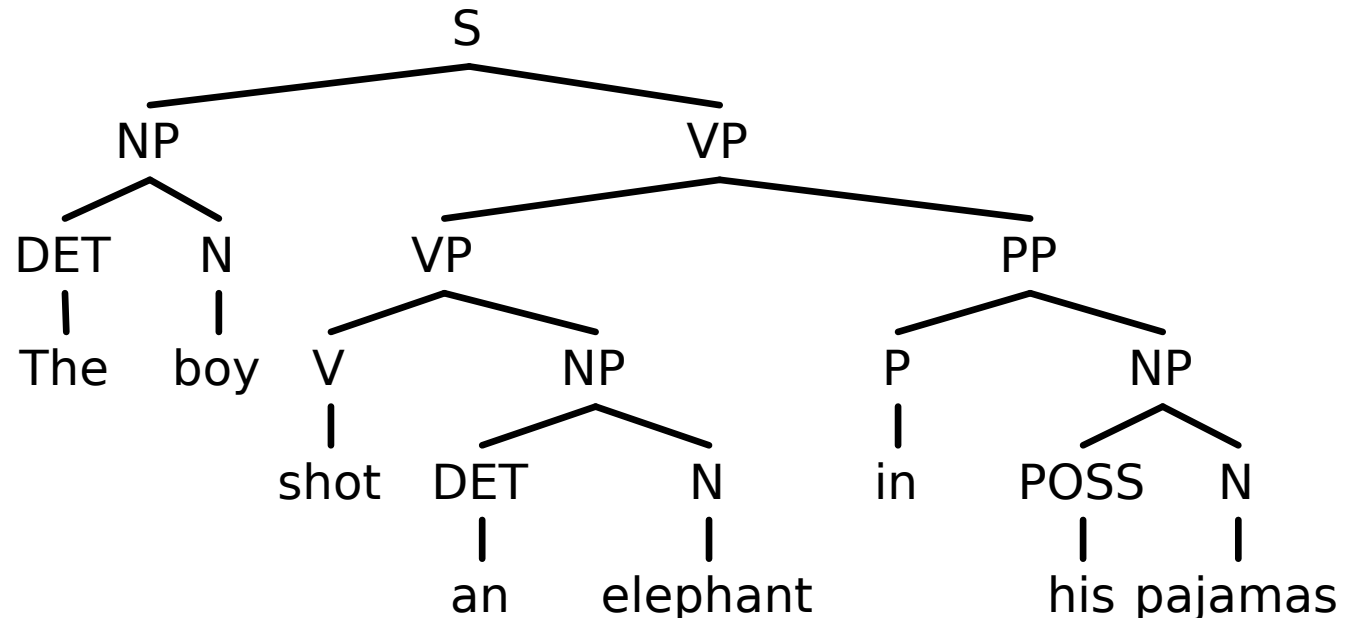 S
NP VP
DET N VP PP
The boy V NP P NP
shot DET N in POSS N
an elephant his pajamas